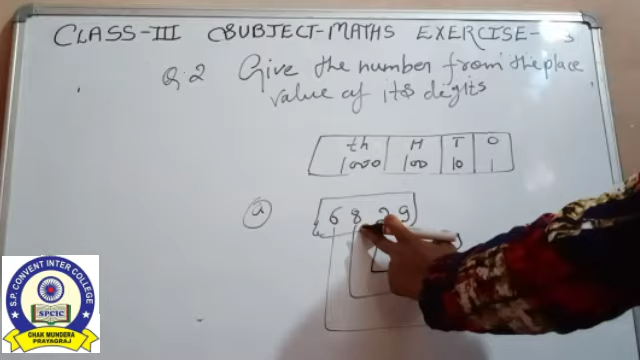 CLASS-III SUBJECT-MATHS EXERCISE-
Q.2 Give the number from the place
value of its digits
th H T O
1000 100 10 1
(a) 6 8 2 9
S.P. CONVENT INTER COLLEGE
SPCIC
CHAK MUNDERA
PRAYAGRAJ